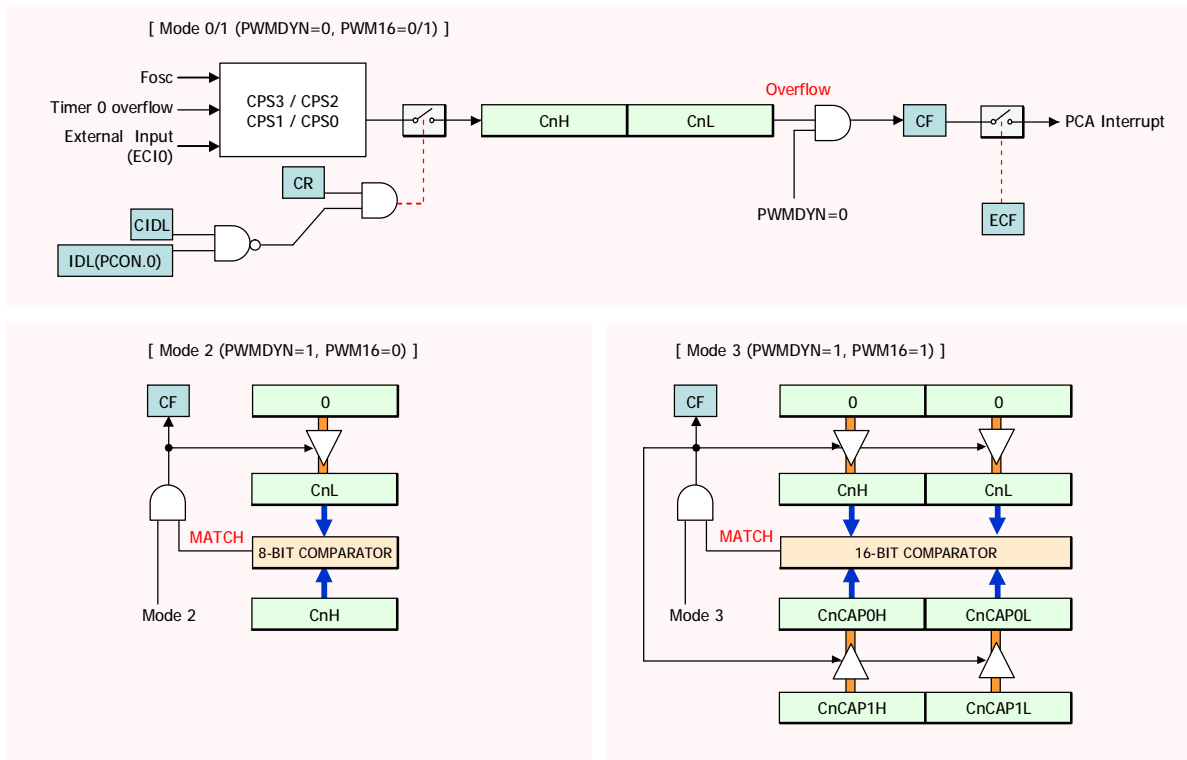 [ Mode 0/1 (PWMDYN=0, PWM16=0/1) ]
Fosc
Timer 0 overflow
External Input
(ECI0)
CPS3 / CPS2
CPS1 / CPS0
CnH
CnL
Overflow
CF
PCA Interrupt
CR
PWMDYN=0
ECF
CIDL
IDL(PCON.0)
[ Mode 2 (PWMDYN=1, PWM16=0) ]
CF
0
CnL
MATCH
8-BIT COMPARATOR
Mode 2
CnH
[ Mode 3 (PWMDYN=1, PWM16=1) ]
CF
0
0
CnH
CnL
MATCH
16-BIT COMPARATOR
Mode 3
CnCAP0H
CnCAP0L
CnCAP1H
CnCAP1L